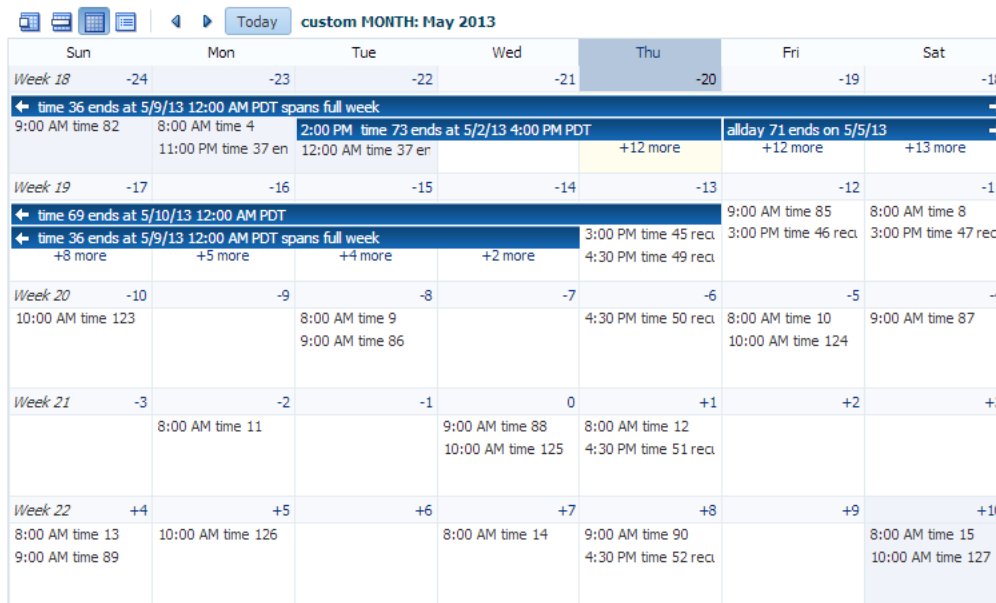 Today custom MONTH: May 2013
Sun Mon Tue Wed Thu Fri Sat
Week 18 -24 -23 -22 -21 -20 -19 -18
time 36 ends at 5/9/13 12:00 AM PDT spans full week
9:00 AM time 82 8:00 AM time 4 2:00 PM time 73 ends at 5/2/13 4:00 PM PDT allday 71 ends on 5/5/13
11:00 PM time 37 en 12:00 AM time 37 en +12 more +12 more +13 more
Week 19 -17 -16 -15 -14 -13 -12 -1
time 69 ends at 5/10/13 12:00 AM PDT 9:00 AM time 85 8:00 AM time 8
time 36 ends at 5/9/13 12:00 AM PDT spans full week 3:00 PM time 45 recu 3:00 PM time 46 recu 3:00 PM time 47 rec
+8 more +5 more +4 more +2 more 4:30 PM time 49 recu
Week 20 -10 -9 -8 -7 -6 -5
10:00 AM time 123 8:00 AM time 9 4:30 PM time 50 recu 8:00 AM time 10 9:00 AM time 87
9:00 AM time 86 10:00 AM time 124
Week 21 -3 -2 -1 0 +1 +2
8:00 AM time 11 9:00 AM time 88 8:00 AM time 12
10:00 AM time 125 4:30 PM time 51 recu
Week 22 +4 +5 +6 +7 +8 +9 +10
8:00 AM time 13 10:00 AM time 126 8:00 AM time 14 9:00 AM time 90 8:00 AM time 15
9:00 AM time 89 4:30 PM time 52 recu 10:00 AM time 127